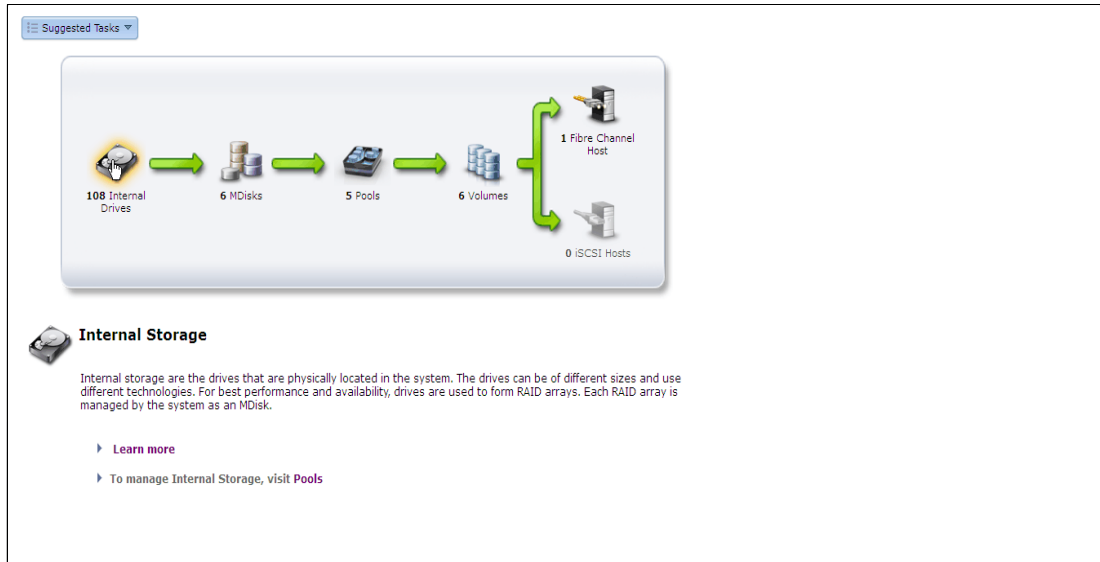 Suggested Tasks
1 Fibre Channel
Host
108 Internal
Drives
6 MDisks
5 Pools
6 Volumes
0 iSCSI Hosts
Internal Storage
Internal storage are the drives that are physically located in the system. The drives can be of different sizes and use
different technologies. For best performance and availability, drives are used to form RAID arrays. Each RAID array is
managed by the system as an MDisk.
Learn more
To manage Internal Storage, visit Pools